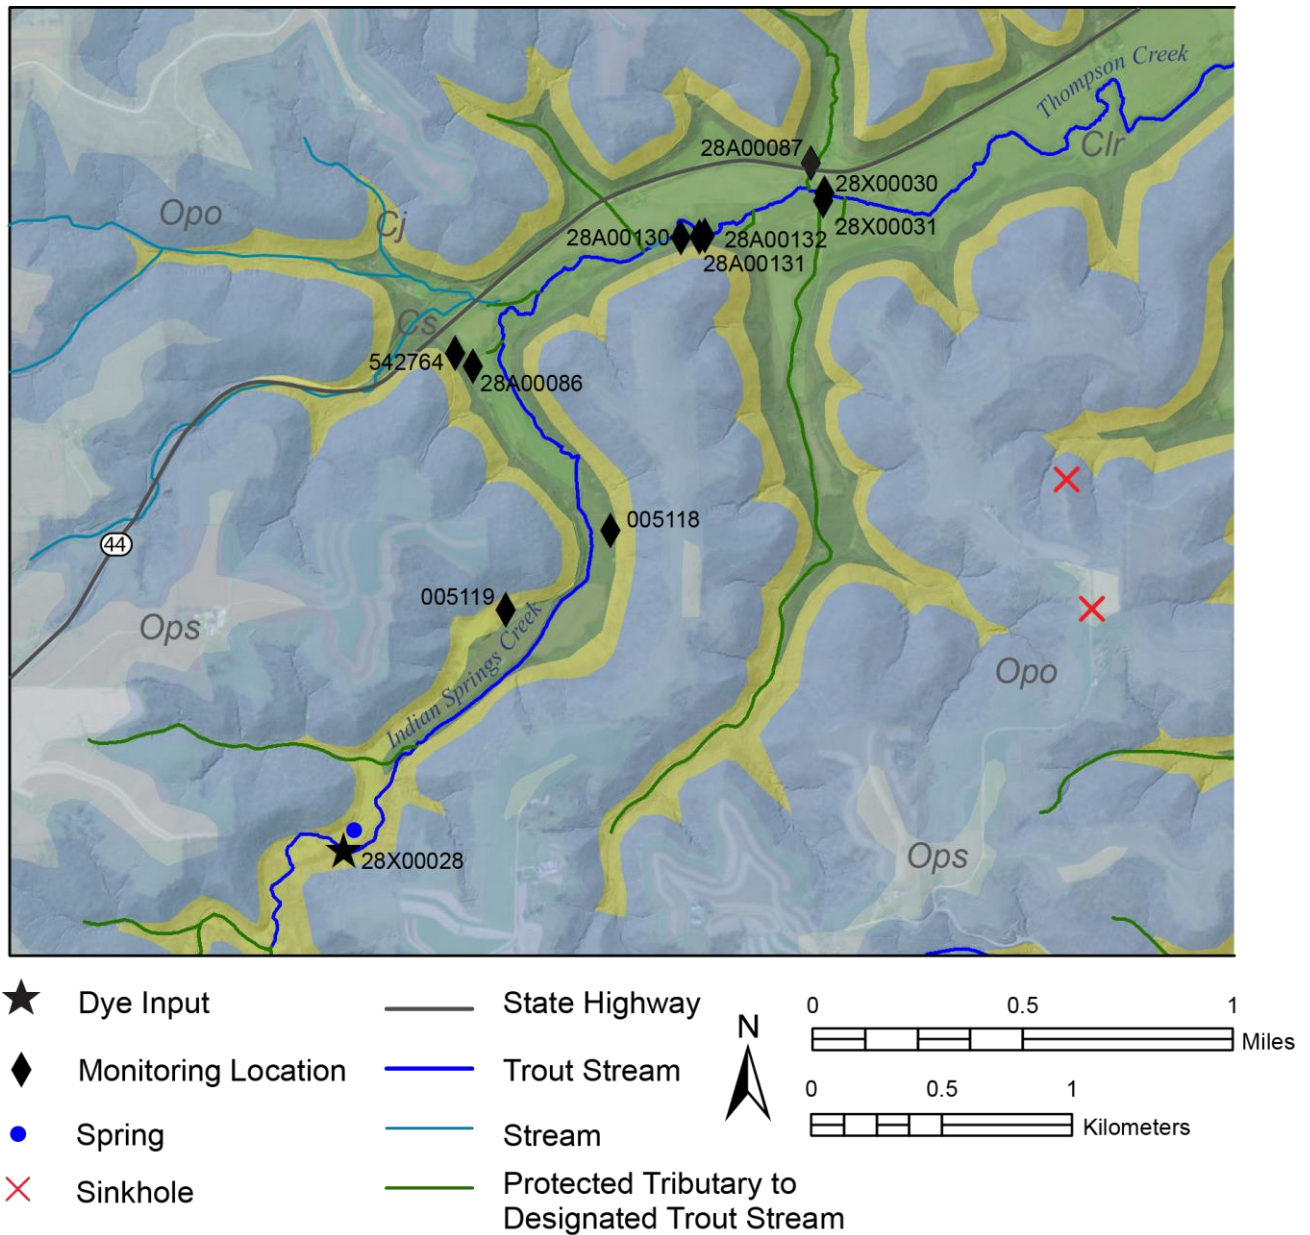 Thompson Creek
Clr
28A00087
28X00030
28X00031
Opo
Cj
28A00130
28A00132
28A00131
Cs
542764
28A00086
005118
44
005119
Ops
Indian Springs Creek
Opo
28X00028
Ops
Dye Input
Monitoring Location
Spring
Sinkhole
State Highway
Trout Stream
Stream
Protected Tributary to
Designated Trout Stream
N
0 0.5 1
Miles
0 0.5 1
Kilometers